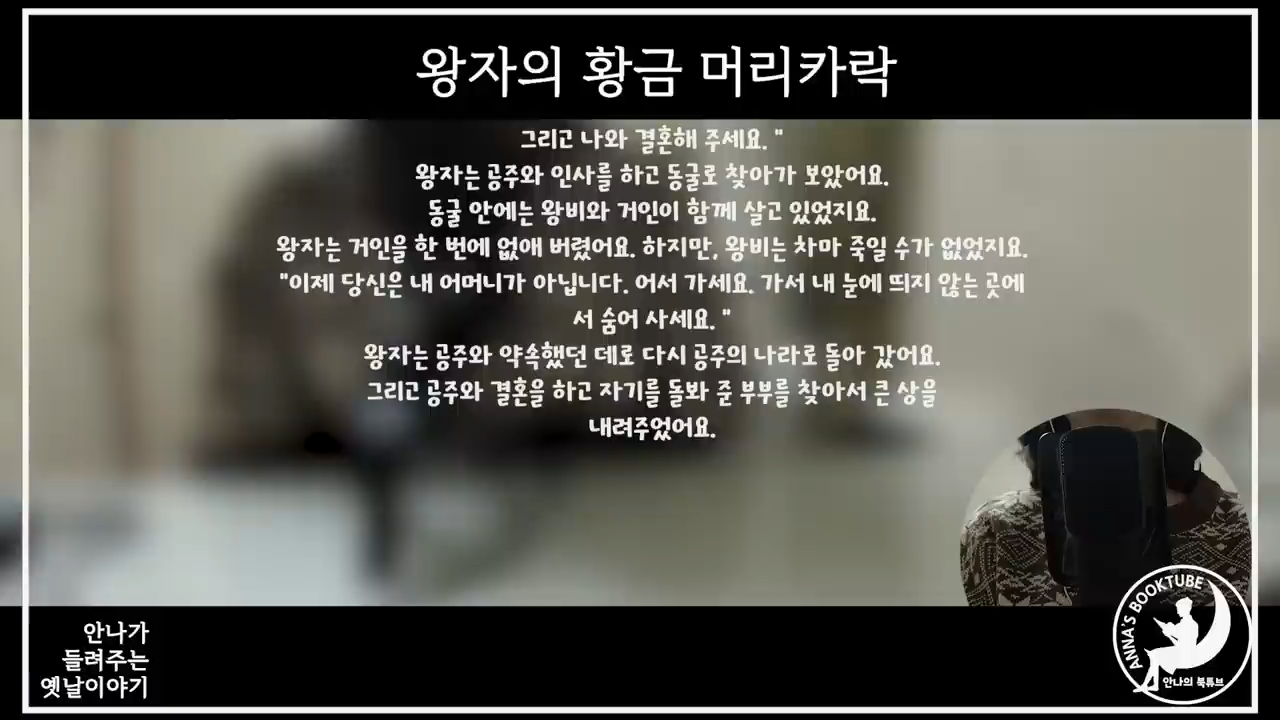 왕자의 황금 머리카락
그리고 나와 결혼해 주세요. "
왕자는 공주와 인사를 하고 동굴로 찾아가 보았어요.
동굴 안에는 왕비와 거인이 함께 살고 있었지요.
왕자는 거인을 한 번에 없애 버렸어요. 하지만, 왕비는 차마 죽일 수가 없었지요.
"이제 당신은 내 어머니가 아닙니다. 어서 가세요. 가서 내 눈에 띄지 않는 곳에
서 숨어 사세요. "
왕자는 공주와 약속했던 데로 다시 공주의 나라로 돌아 갔어요.
그리고 공주와 결혼을 하고 자기를 돌봐 준 부부를 찾아서 큰 상을
내려주었어요.
안나가
들려주는
옛날이야기
ANNA'S BOOKTUBE
안나의 북튜브